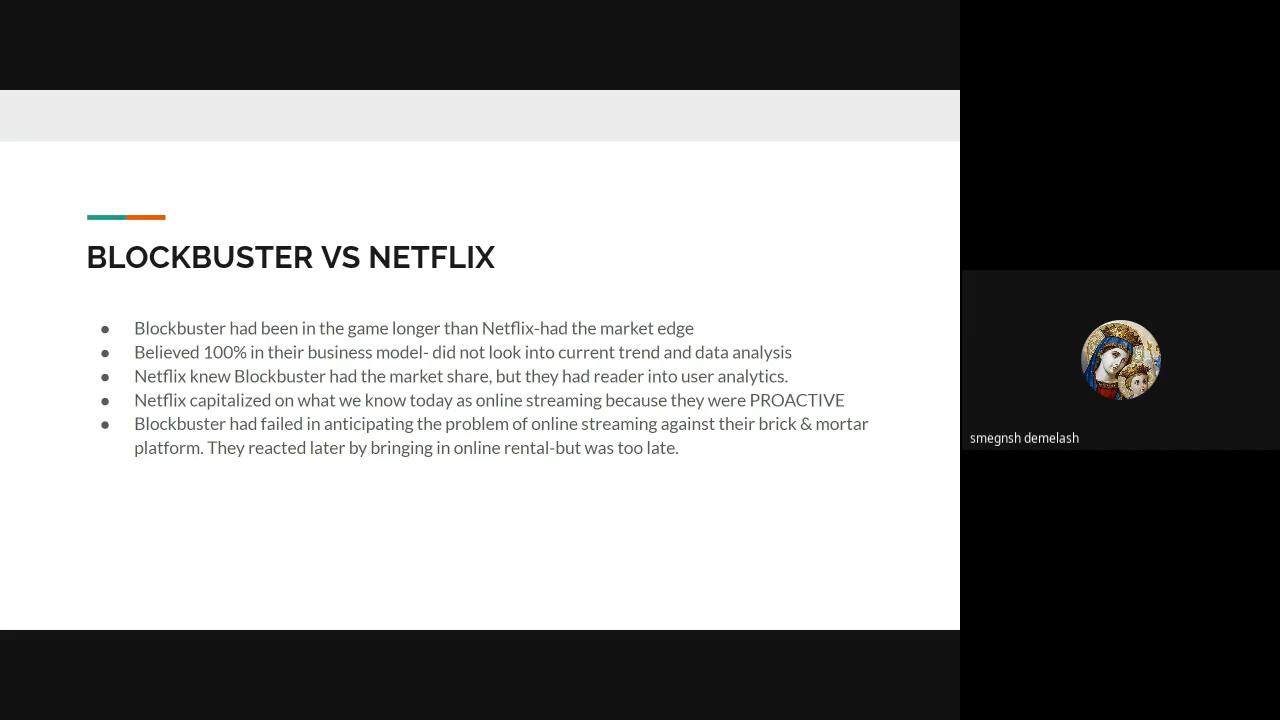 BLOCKBUSTER VS NETFLIX
● Blockbuster had been in the game longer than Netflix-had the market edge
● Believed 100% in their business model- did not look into current trend and data analysis
● Netflix knew Blockbuster had the market share, but they had reader into user analytics.
● Netflix capitalized on what we know today as online streaming because they were PROACTIVE
● Blockbuster had failed in anticipating the problem of online streaming against their brick & mortar
platform. They reacted later by bringing in online rental-but was too late.
smegnsh demelash